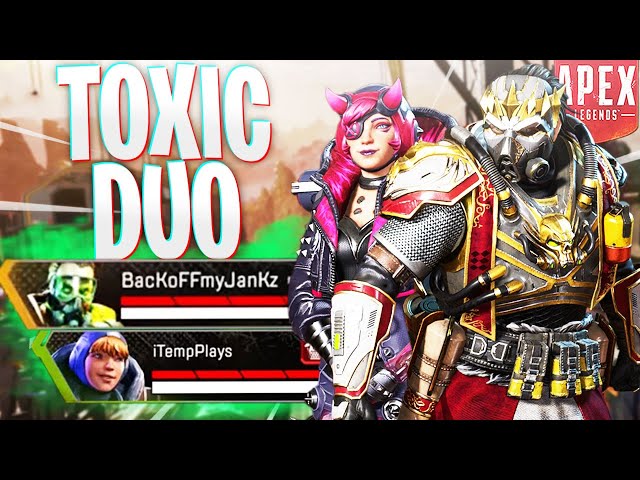 TOXIC
DUO
APEX
LEGENDS
BacKoFFmyJanKz
iTempPlays